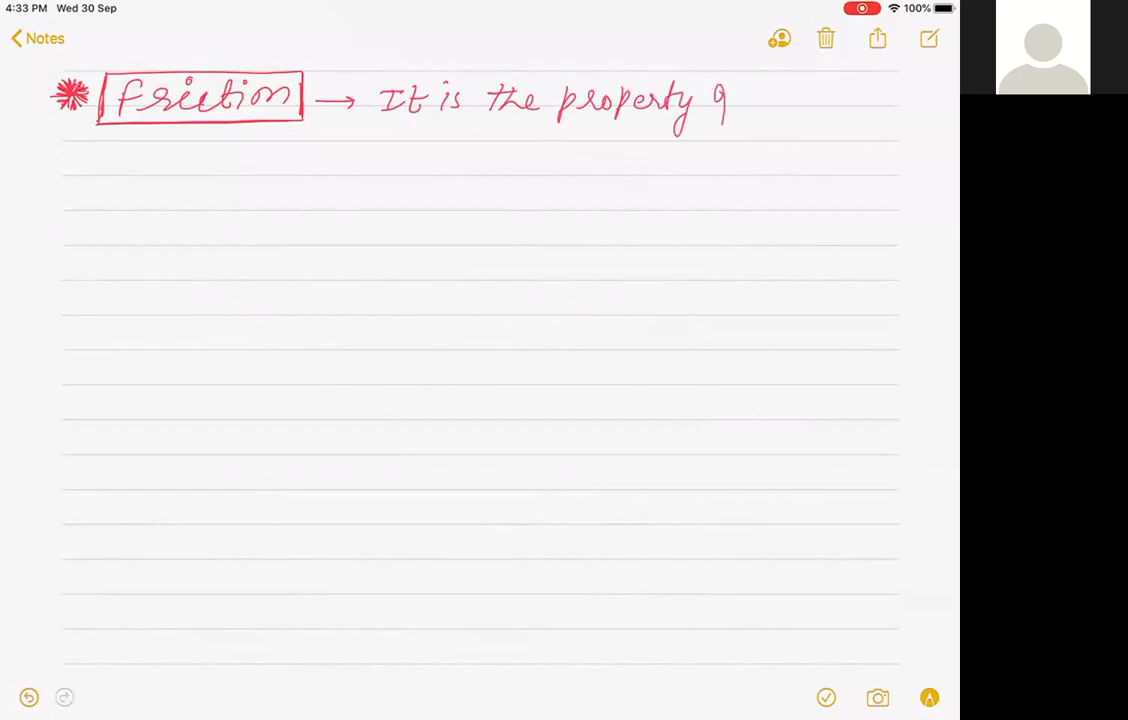 4:33 PM Wed 30 Sep 100%
Notes
Friction → It is the property